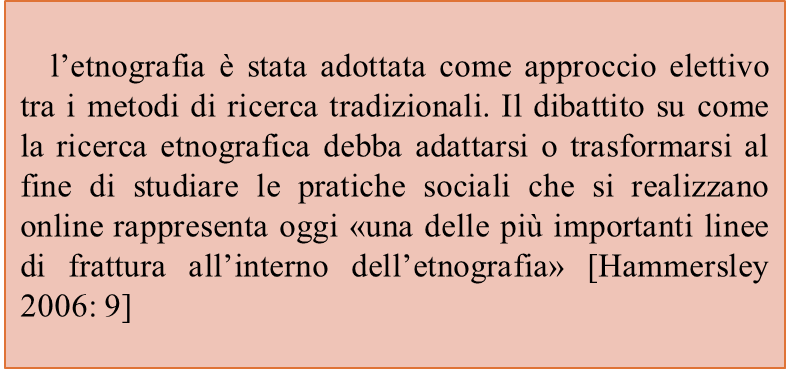 l’etnografia è stata adottata come approccio elettivo
tra i metodi di ricerca tradizionali. Il dibattito su come
la ricerca etnografica debba adattarsi o trasformarsi al
fine di studiare le pratiche sociali che si realizzano
online rappresenta oggi «una delle più importanti linee
di frattura all’interno dell’etnografia» [Hammersley
2006: 9]